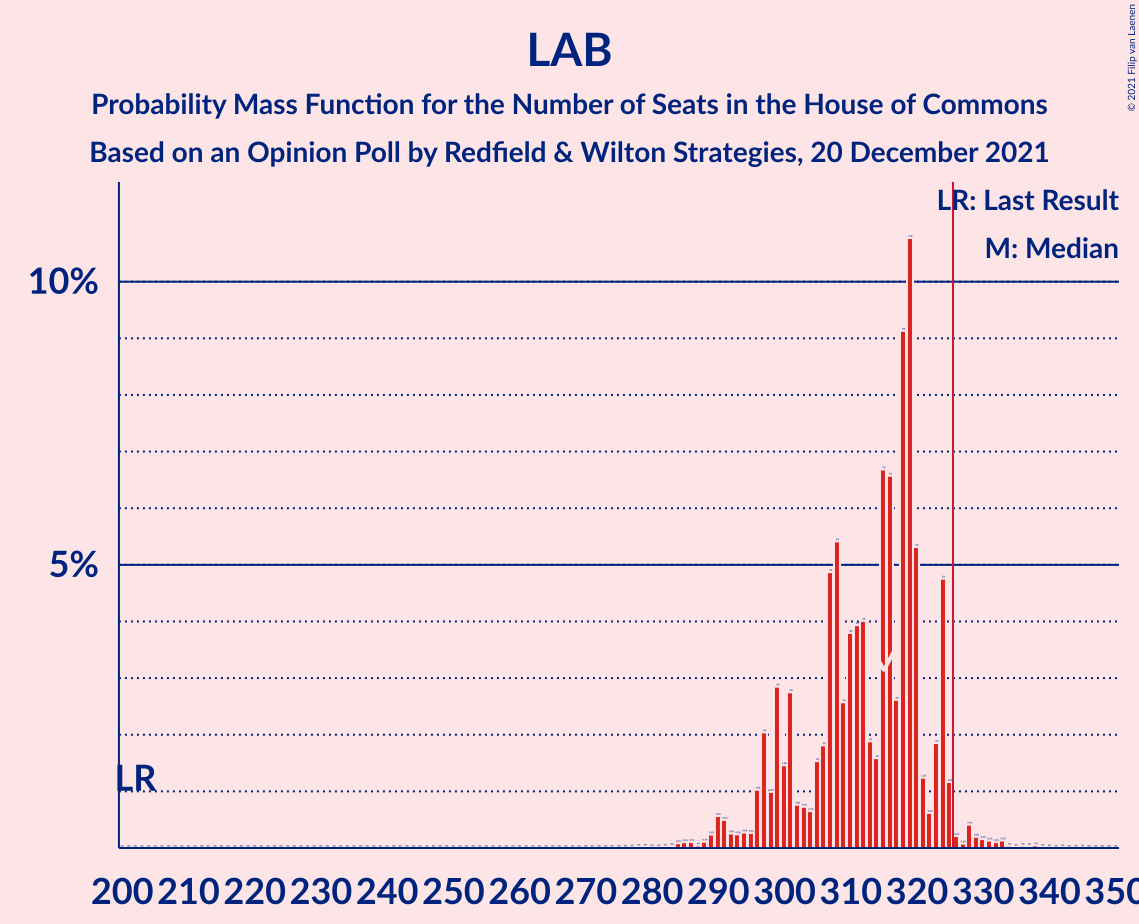 LAB
Probability Mass Function for the Number of Seats in the House of Commons
Based on an Opinion Poll by Redfield & Wilton Strategies, 20 December 2021
© 2021 Filip van Laenen
LR: Last Result
M: Median
10%
5%
LR
M
200 210 220 230 240 250 260 270 280 290 300 310 320 330 340 350